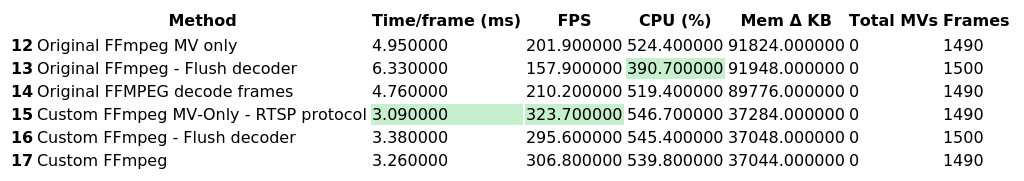 Method Time/frame (ms) FPS CPU (%) Mem Δ KB Total MVs Frames
12 Original FFmpeg MV only 4.950000 201.900000 524.400000 91824.000000 0 1490
13 Original FFmpeg - Flush decoder 6.330000 157.900000 390.700000 91948.000000 0 1500
14 Original FFMPEG decode frames 4.760000 210.200000 519.400000 89776.000000 0 1490
15 Custom FFmpeg MV-Only - RTSP protocol 3.090000 323.700000 546.700000 37284.000000 0 1490
16 Custom FFmpeg - Flush decoder 3.380000 295.600000 545.400000 37048.000000 0 1500
17 Custom FFmpeg 3.260000 306.800000 539.800000 37044.000000 0 1490